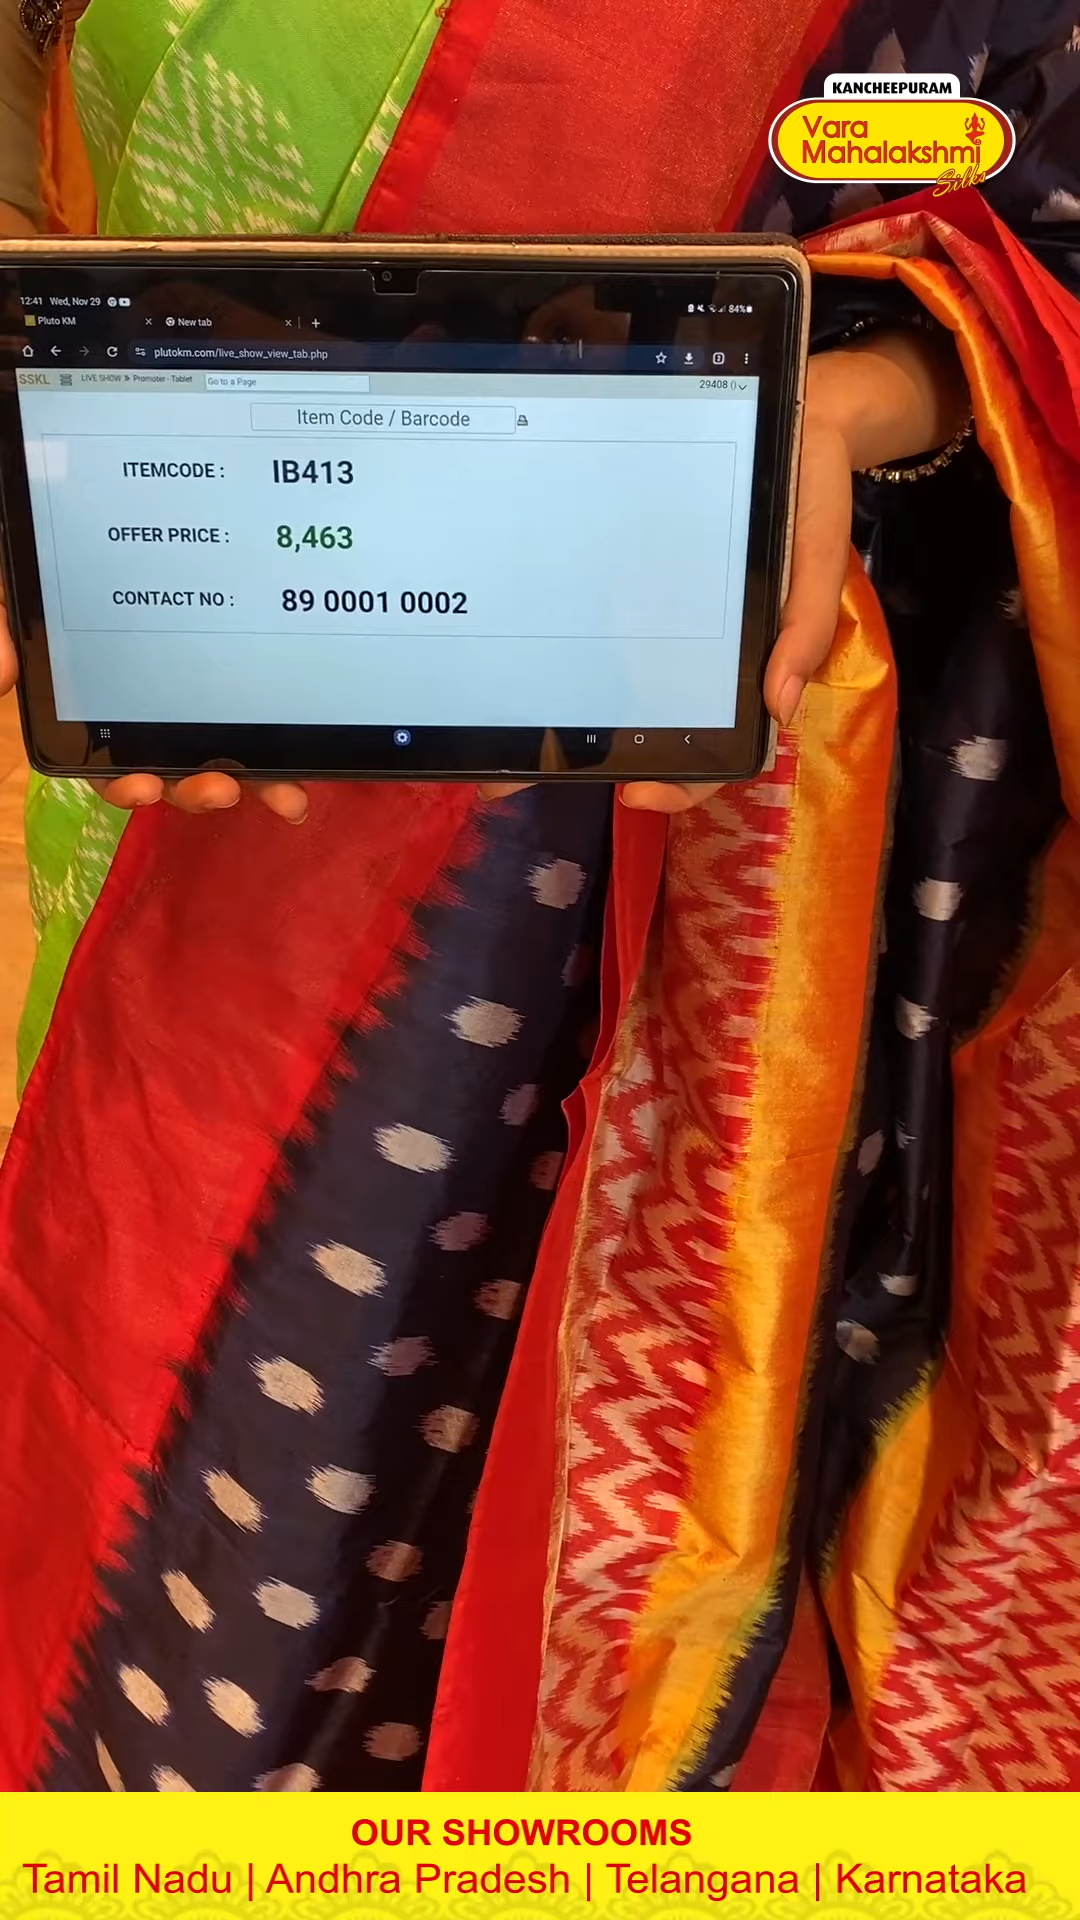 KANCHEEPURAM
Vara
Mahalakshmi
Silks
12:41 Wed, Nov 29
84%
Pluto KM
New tab
plutokm.com/live_show_view_tab.php
SSKL
LIVE SHOW » Promoter - Tablet
Go to a Page
29408 ()
Item Code / Barcode
ITEMCODE : IB413
OFFER PRICE : 8,463
CONTACT NO : 89 0001 0002
OUR SHOWROOMS
Tamil Nadu | Andhra Pradesh | Telangana | Karnataka